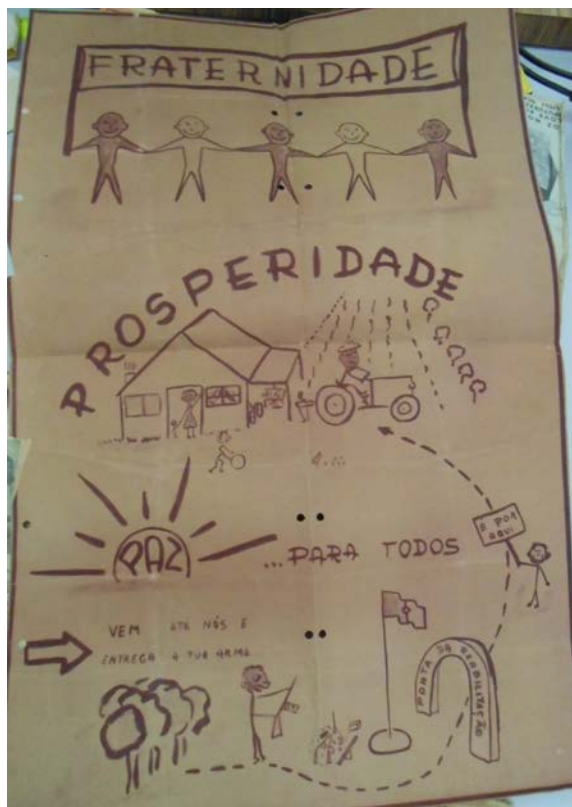 FRATERNIDADE
PROSPERIDADE
É POR
AQUI
PAZ
...PARA TODOS
VEM ATÉ NÓS E
ENTREGA A TUA ARMA
PORTA DA REABILITAÇÃO